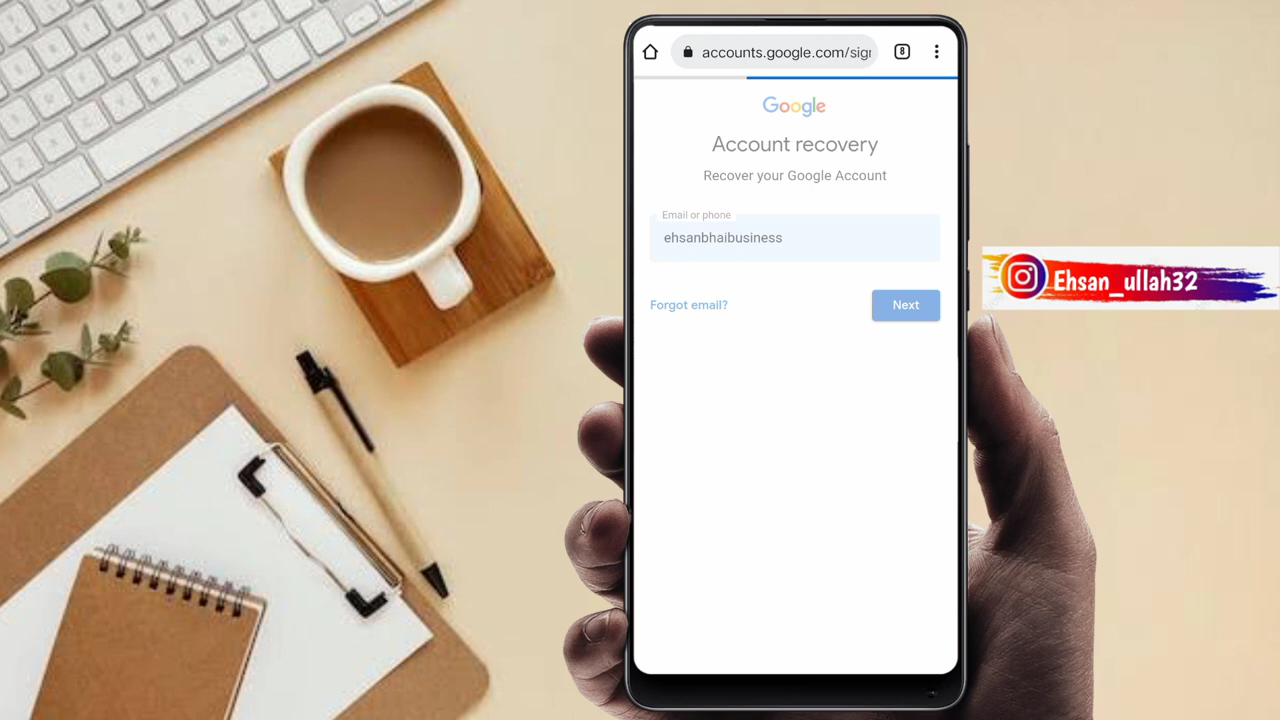 accounts.google.com/sign
8
Google
Account recovery
Recover your Google Account
Email or phone
ehsanbhaibusiness
Forgot email?
Next
Ehsan_ullah32